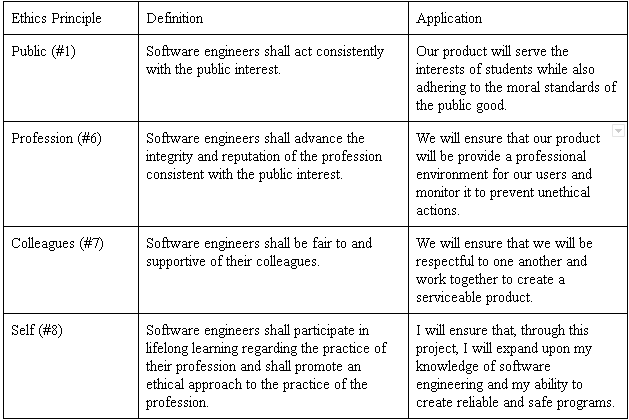 Ethics Principle Definition Application
Public (#1) Software engineers shall act consistently Our product will serve the
with the public interest. interests of students while also
adhering to the moral standards of
the public good.
Profession (#6) Software engineers shall advance the We will ensure that our product
integrity and reputation of the profession will be provide a professional
consistent with the public interest. environment for our users and
monitor it to prevent unethical
actions.
Colleagues (#7) Software engineers shall be fair to and We will ensure that we will be
supportive of their colleagues. respectful to one another and
work together to create a
serviceable product.
Self (#8) Software engineers shall participate in I will ensure that, through this
lifelong learning regarding the practice of project, I will expand upon my
their profession and shall promote an knowledge of software
ethical approach to the practice of the engineering and my ability to
profession. create reliable and safe programs.